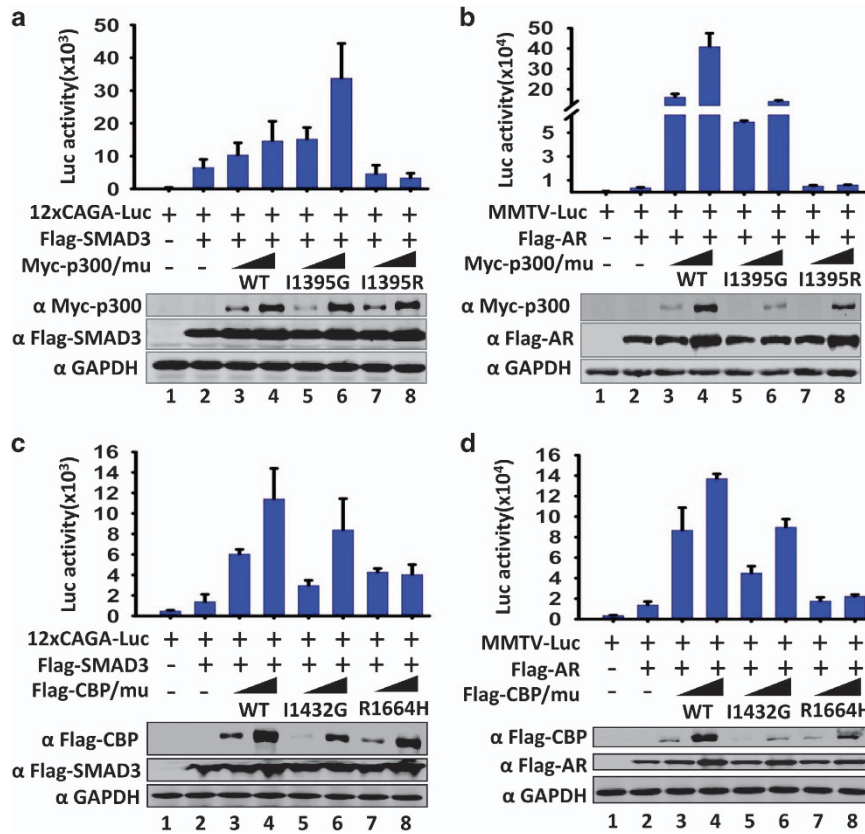 a
Luc activity(x10³)
50
40
30
20
10
0
12xCAGA-Luc + + + + + + + +
Flag-SMAD3 - + + + + + + +
Myc-p300/mu - -
WT I1395G I1395R
α Myc-p300
α Flag-SMAD3
α GAPDH
1 2 3 4 5 6 7 8
b
Luc activity(x10⁴)
50
40
30
20
10
5
3
1
MMTV-Luc + + + + + + + +
Flag-AR - + + + + + + +
Myc-p300/mu - -
WT I1395G I1395R
α Myc-p300
α Flag-AR
α GAPDH
1 2 3 4 5 6 7 8
c
Luc activity(x10³)
16
14
12
10
8
6
4
2
0
12xCAGA-Luc + + + + + + + +
Flag-SMAD3 - + + + + + + +
Flag-CBP/mu - -
WT I1432G R1664H
α Flag-CBP
α Flag-SMAD3
α GAPDH
1 2 3 4 5 6 7 8
d
Luc activity(x10⁴)
16
14
12
10
8
6
4
2
0
MMTV-Luc + + + + + + + +
Flag-AR - + + + + + + +
Flag-CBP/mu - -
WT I1432G R1664H
α Flag-CBP
α Flag-AR
α GAPDH
1 2 3 4 5 6 7 8